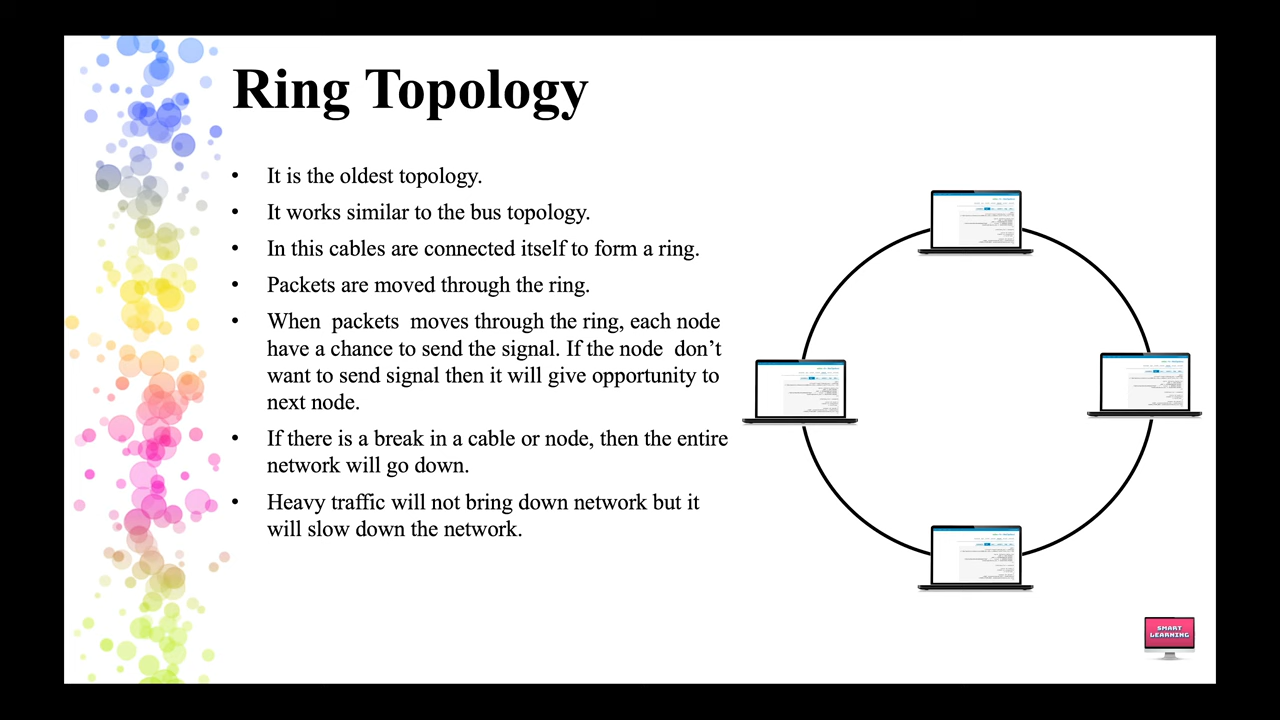 Ring Topology
• It is the oldest topology.
• It works similar to the bus topology.
• In this cables are connected itself to form a ring.
• Packets are moved through the ring.
• When packets moves through the ring, each node
have a chance to send the signal. If the node don’t
want to send signal then it will give opportunity to
next node.
• If there is a break in a cable or node, then the entire
network will go down.
• Heavy traffic will not bring down network but it
will slow down the network.
SMART
LEARNING